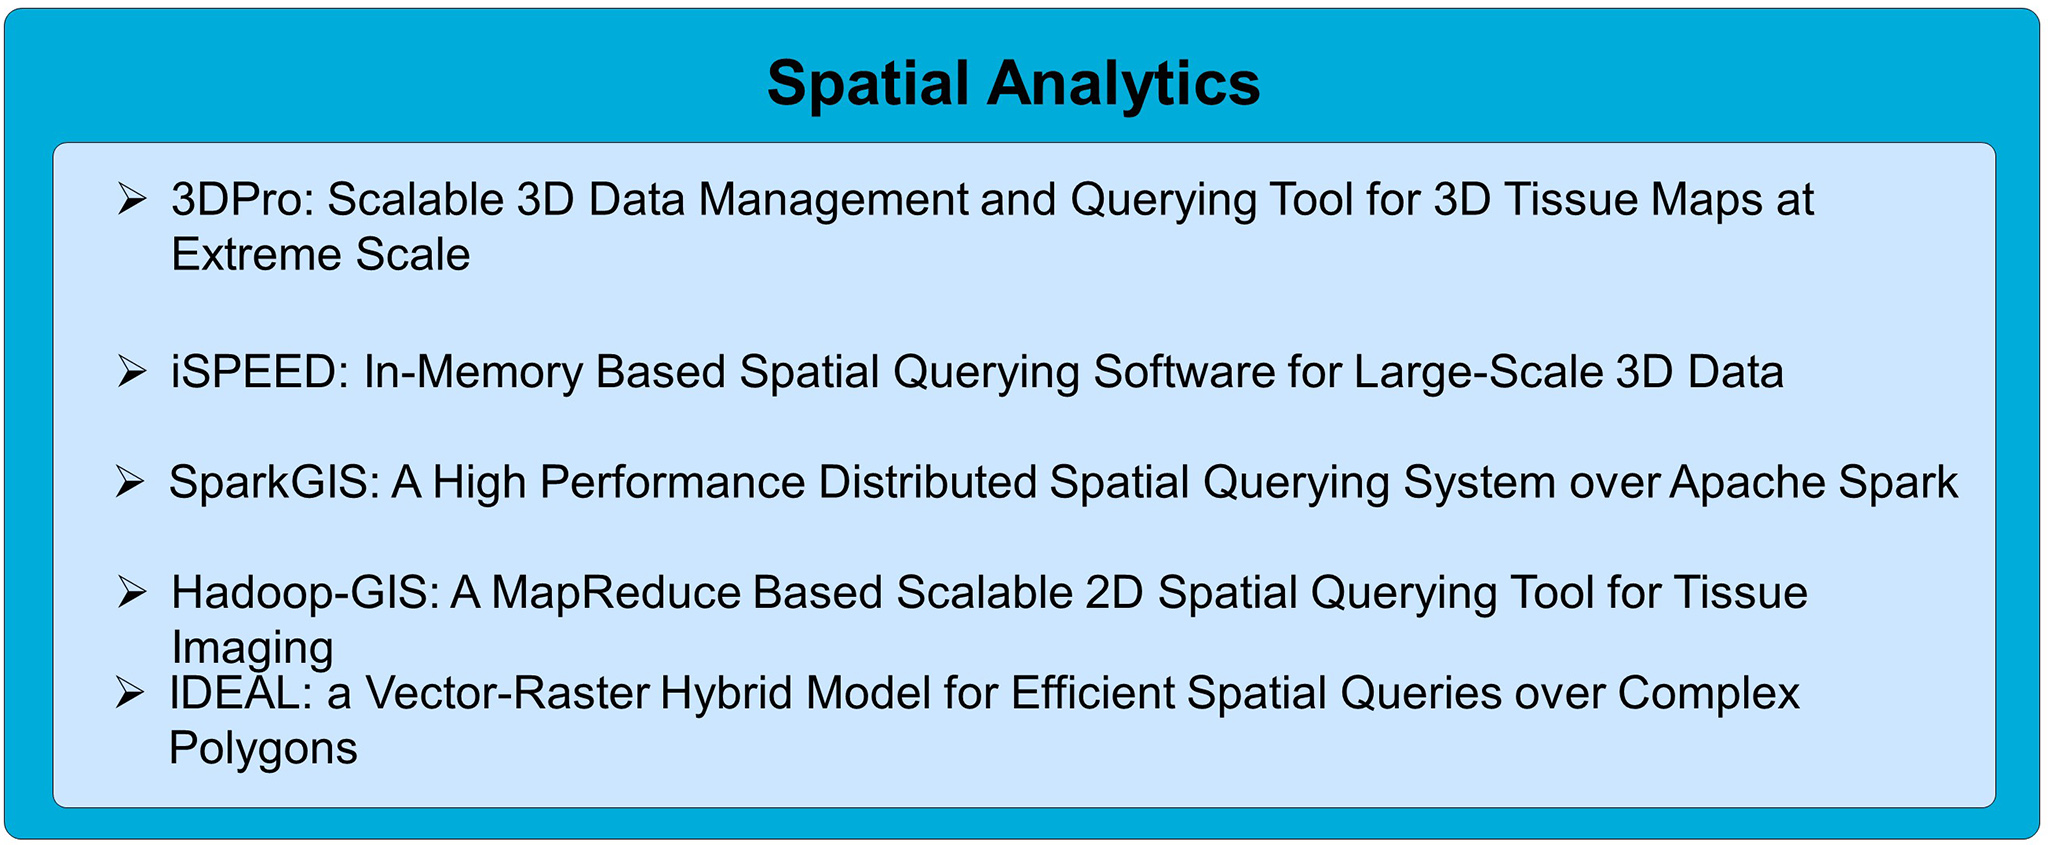 Spatial Analytics
➢ 3DPro: Scalable 3D Data Management and Querying Tool for 3D Tissue Maps at
Extreme Scale
➢ iSPEED: In-Memory Based Spatial Querying Software for Large-Scale 3D Data
➢ SparkGIS: A High Performance Distributed Spatial Querying System over Apache Spark
➢ Hadoop-GIS: A MapReduce Based Scalable 2D Spatial Querying Tool for Tissue
Imaging
➢ IDEAL: a Vector-Raster Hybrid Model for Efficient Spatial Queries over Complex
Polygons